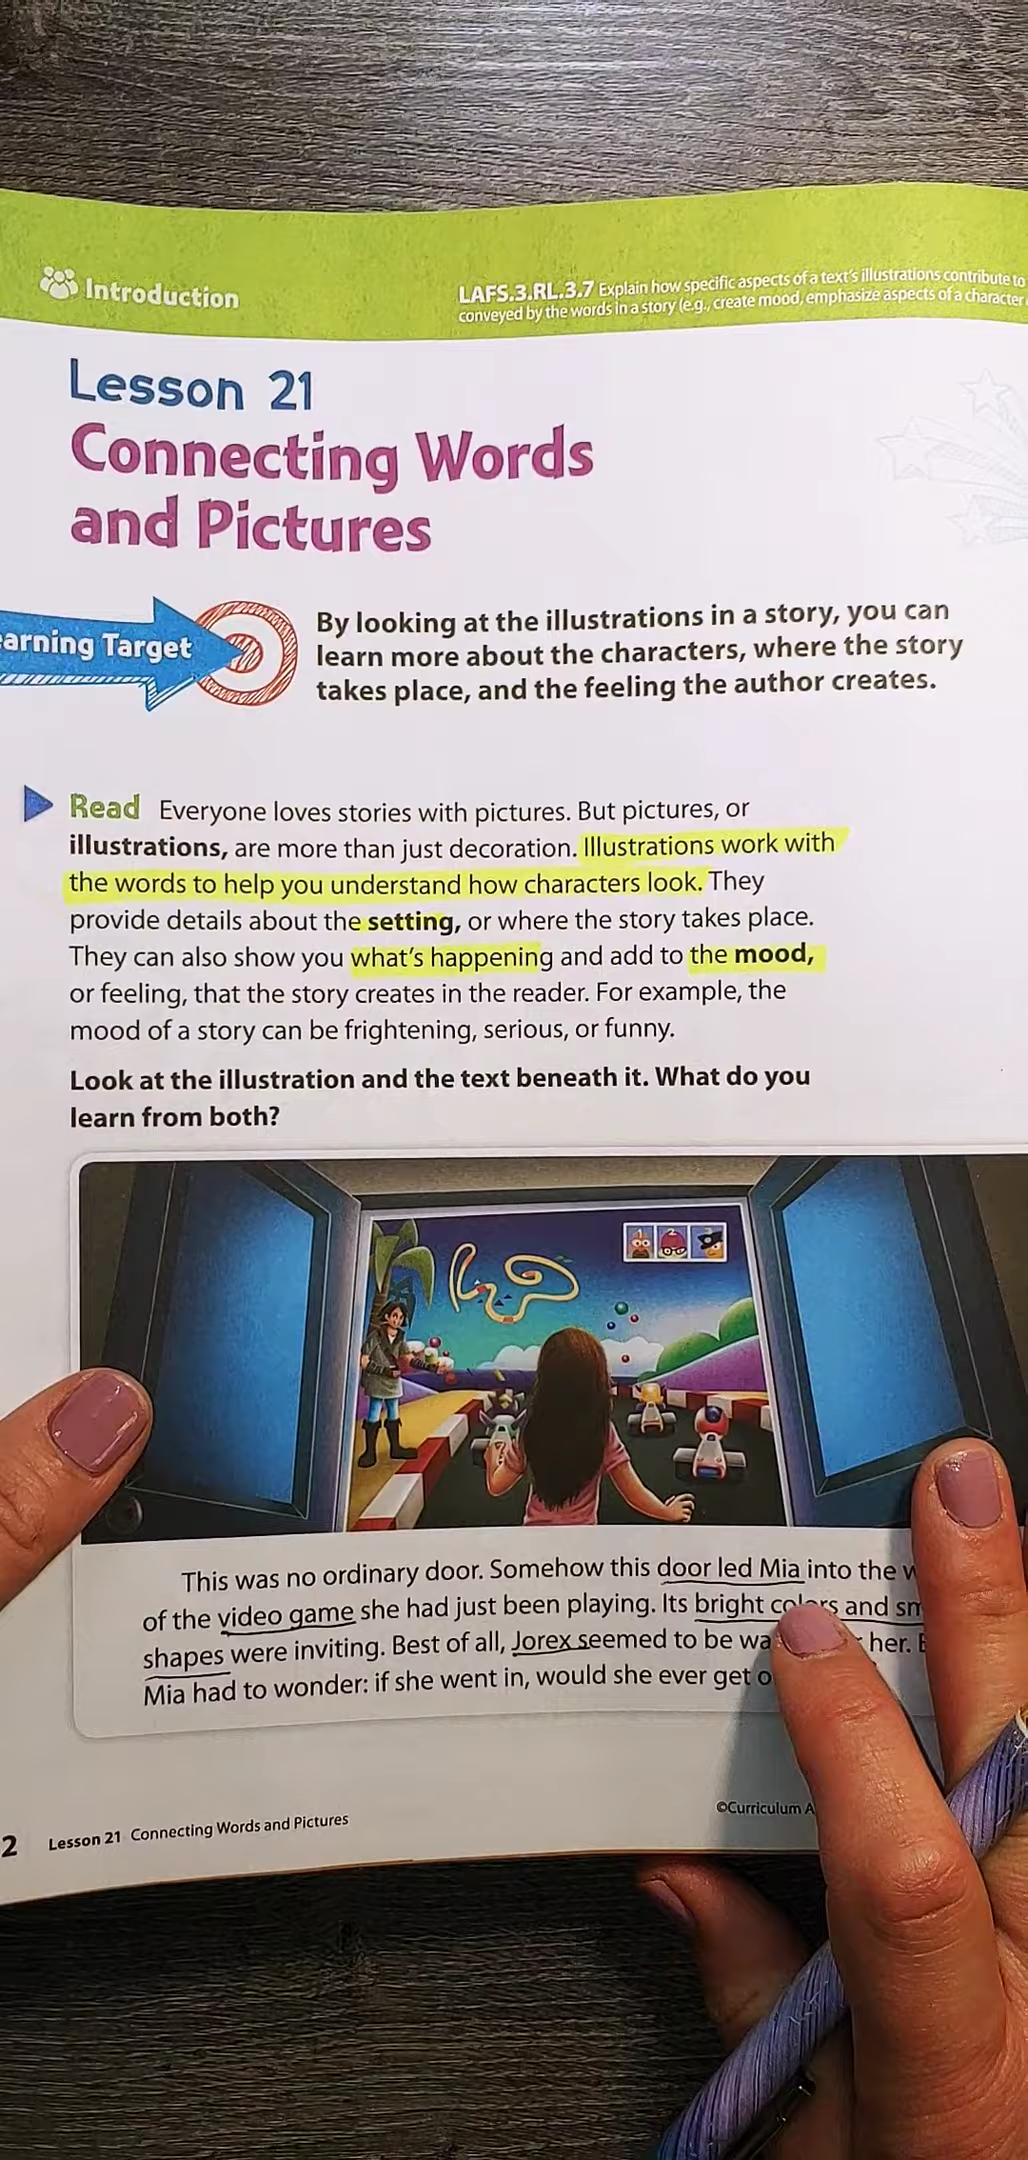 Introduction
LAFS.3.RL.3.7 Explain how specific aspects of a text's illustrations contribute to
conveyed by the words in a story (e.g., create mood, emphasize aspects of a character
Lesson 21
Connecting Words
and Pictures
earning Target
By looking at the illustrations in a story, you can
learn more about the characters, where the story
takes place, and the feeling the author creates.
Read Everyone loves stories with pictures. But pictures, or
illustrations, are more than just decoration. Illustrations work with
the words to help you understand how characters look. They
provide details about the setting, or where the story takes place.
They can also show you what's happening and add to the mood,
or feeling, that the story creates in the reader. For example, the
mood of a story can be frightening, serious, or funny.
Look at the illustration and the text beneath it. What do you
learn from both?
This was no ordinary door. Somehow this door led Mia into the
of the video game she had just been playing. Its bright colors and
shapes were inviting. Best of all, Jorex seemed to be her.
Mia had to wonder: if she went in, would she ever get
©Curriculum
2 Lesson 21 Connecting Words and Pictures